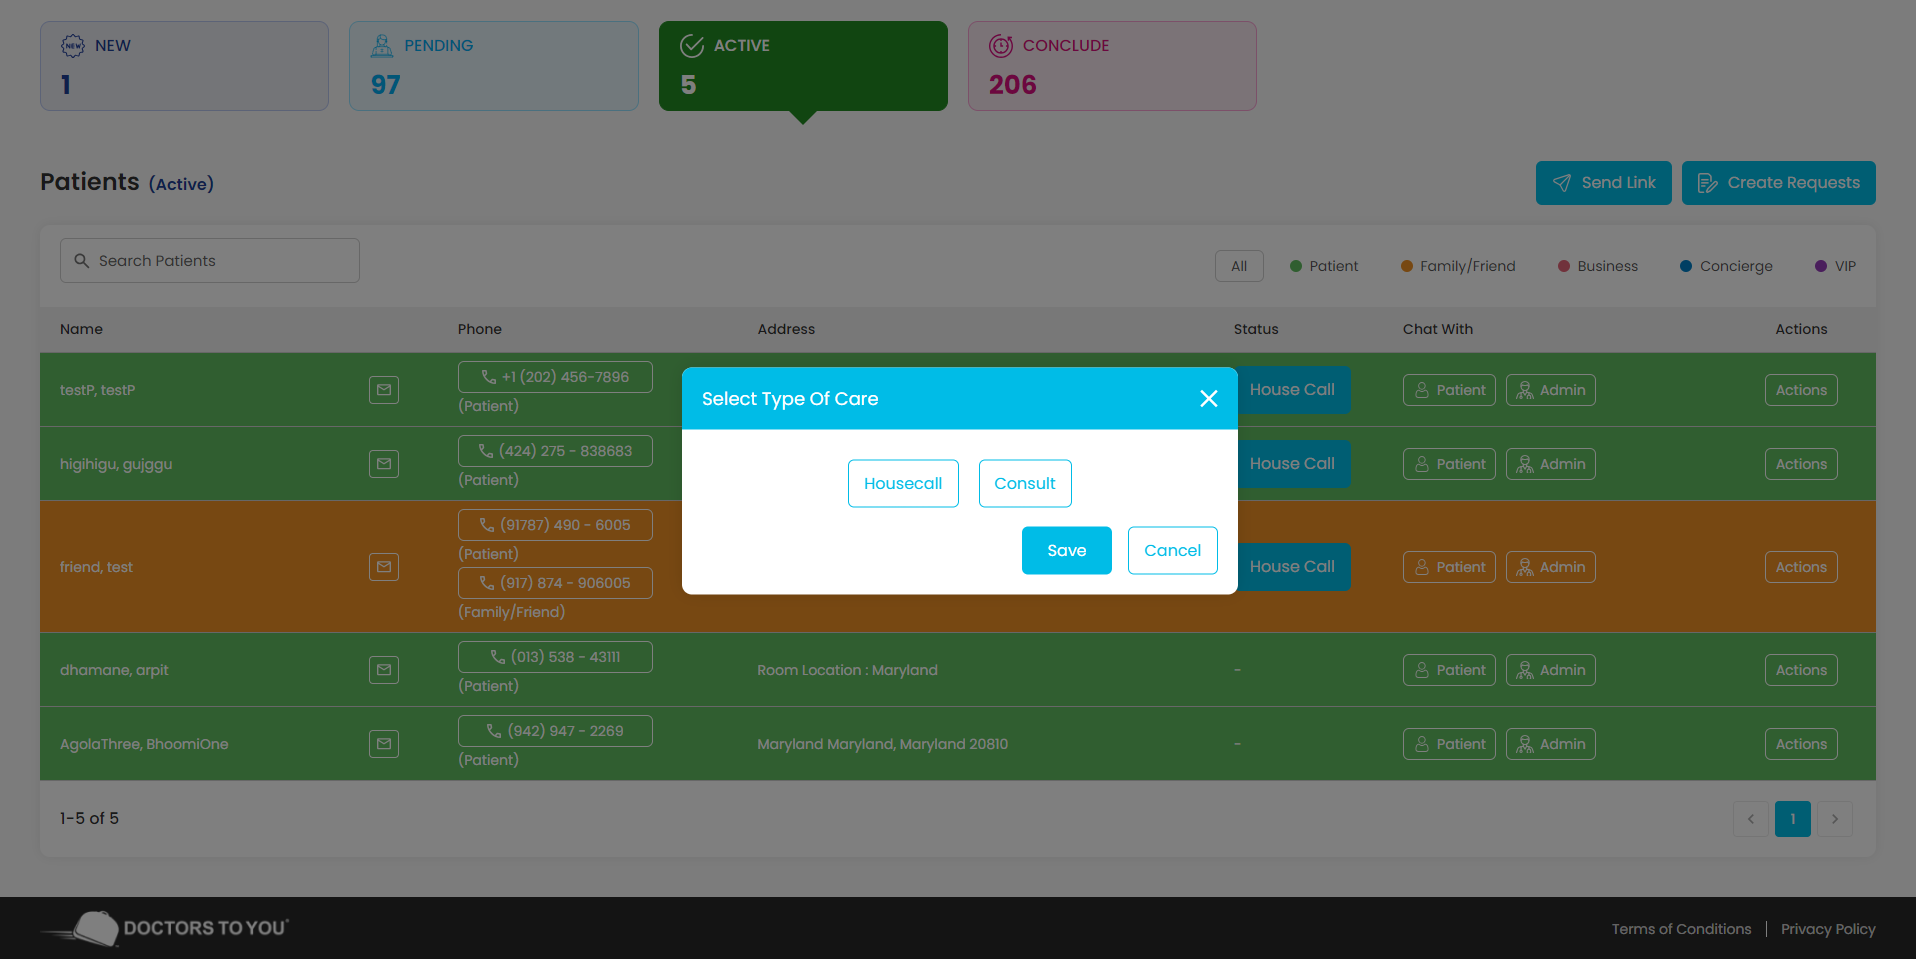 NEW
NEW
1
PENDING
97
ACTIVE
5
CONCLUDE
206
Patients (Active)
Send Link
Create Requests
Search Patients
All
Patient
Family/Friend
Business
Concierge
VIP
Name Phone Address Status Chat With Actions
testP, testP
+1 (202) 456-7896
(Patient)
House Call
Patient
Admin
Actions
higihigu, gujggu
(424) 275 - 838683
(Patient)
House Call
Patient
Admin
Actions
friend, test
(91787) 490 - 6005
(Patient)
(917) 874 - 906005
(Family/Friend)
House Call
Patient
Admin
Actions
dhamane, arpit
(013) 538 - 43111
(Patient)
Room Location : Maryland
-
Patient
Admin
Actions
AgolaThree, BhoomiOne
(942) 947 - 2269
(Patient)
Maryland Maryland, Maryland 20810
-
Patient
Admin
Actions
Select Type Of Care
Housecall
Consult
Save
Cancel
1-5 of 5
1
DOCTORS TO YOU
Terms of Conditions | Privacy Policy